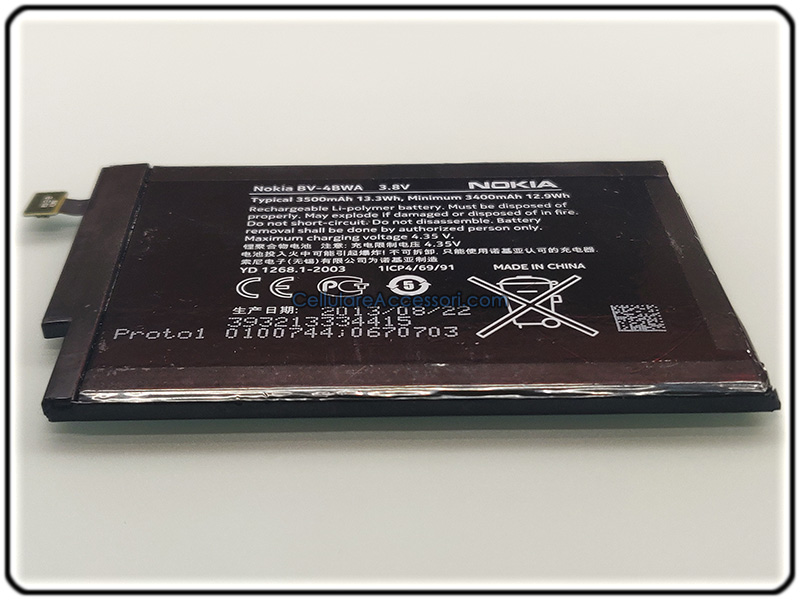 Nokia BV-4BWA 3.8V NOKIA
Typical 3500mAh 13.3Wh, Minimum 3400mAh 12.9Wh
Rechargeable Li-polymer battery. Must be disposed of
properly. May explode if damaged or disposed of in fire.
Do not short-circuit. Do not disassemble. Battery
removal shall be done by authorized personnel only.
Maximum charging voltage 4.35 V.
锂聚合物电池 注意: 充电限制电压 4.35V
电池投入火中可能引起爆炸! 不可拆卸, 只能使用诺基亚认可的充电器
索尼电子(无锡)有限公司为诺基亚制造
YD 1268.1-2003 1ICP4/69/91 MADE IN CHINA
CE 5
CellulareAccessori.com
生产日期: 2013/08/22
393213334415
Proto1 0100744;0670703